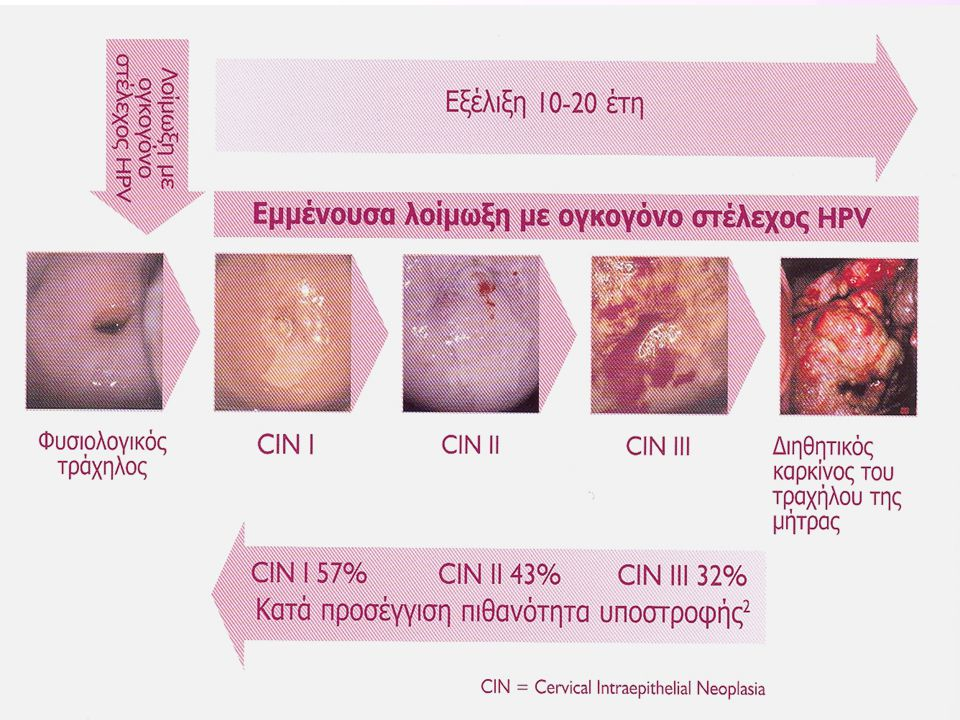 Λοίμωξη με
ογκογόνο
στέλεχος HPV
Εξέλιξη 10-20 έτη
Εμμένουσα λοίμωξη με ογκογόνο στέλεχος HPV
Φυσιολογικός
τράχηλος
CIN I
CIN II
CIN III
Διηθητικός
καρκίνος του
τραχήλου της
μήτρας
CIN I 57% CIN II 43% CIN III 32%
Κατά προσέγγιση πιθανότητα υποστροφής²
CIN = Cervical Intraepithelial Neoplasia